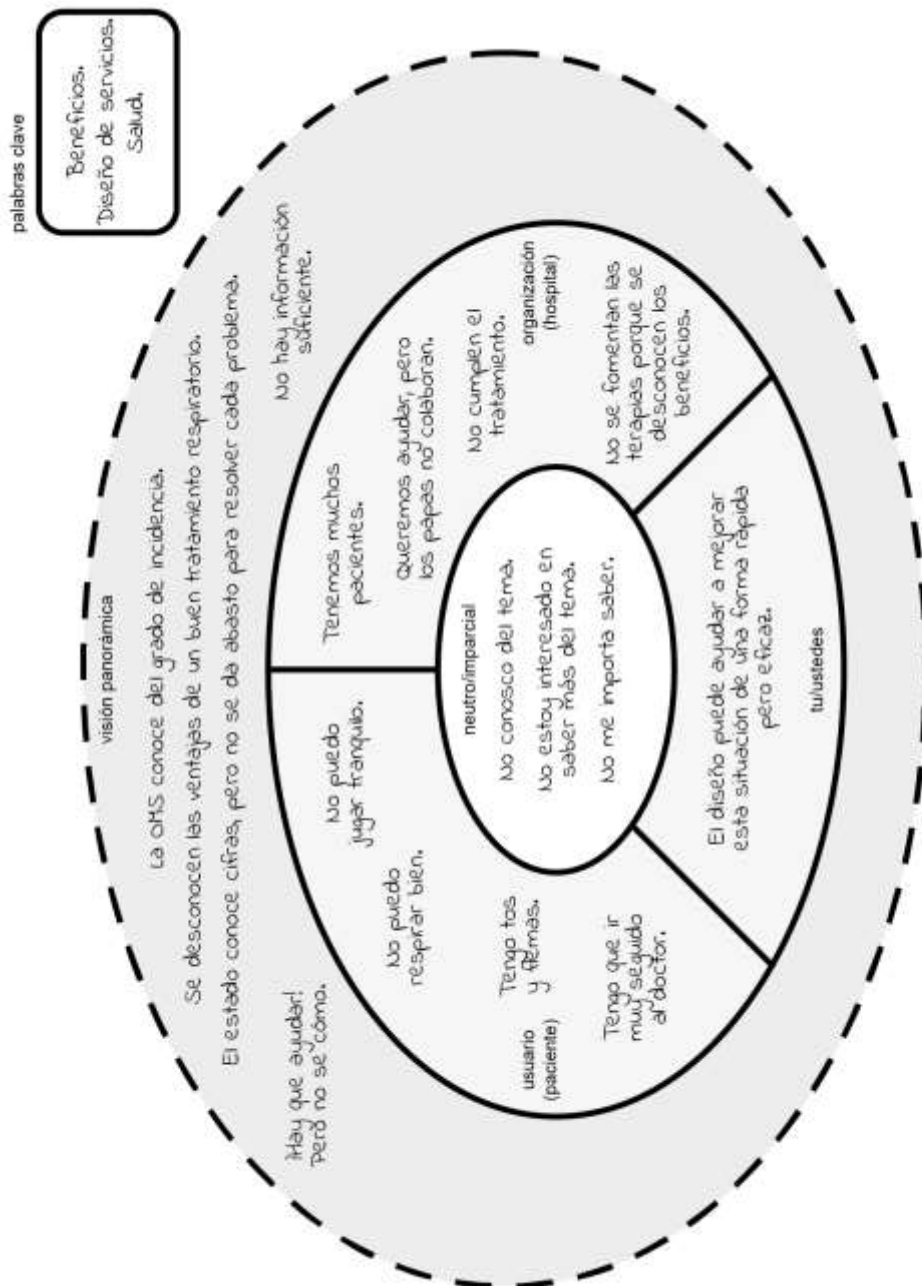 palabras clave
Beneficios.
Diseño de servicios.
Salud.
visión panorámica
La OMS conoce del grado de incidencia.
Se desconocen las ventajas de un buen tratamiento respiratorio.
El estado conoce cifras, pero no se da abasto para resolver cada problema.
¡Hay que ayudar!
Pero no se cómo.
No hay información
suficiente.
No puedo
jugar tranquilo.
No puedo
respirar bien.
Tengo tos
y flemas.
usuario
(paciente)
Tengo que ir
muy seguido
al doctor.
Tenemos muchos
pacientes.
Queremos ayudar, pero
los papas no colaboran.
No cumplen el
tratamiento.
organización
(hospital)
No se fomentan las
terapias porque se
desconocen los
beneficios.
neutro/imparcial
No conosco del tema.
No estoy interesado en
saber más del tema.
No me importa saber.
El diseño puede ayudar a mejorar
esta situación de una forma rápida
pero eficaz.
tu/ustedes